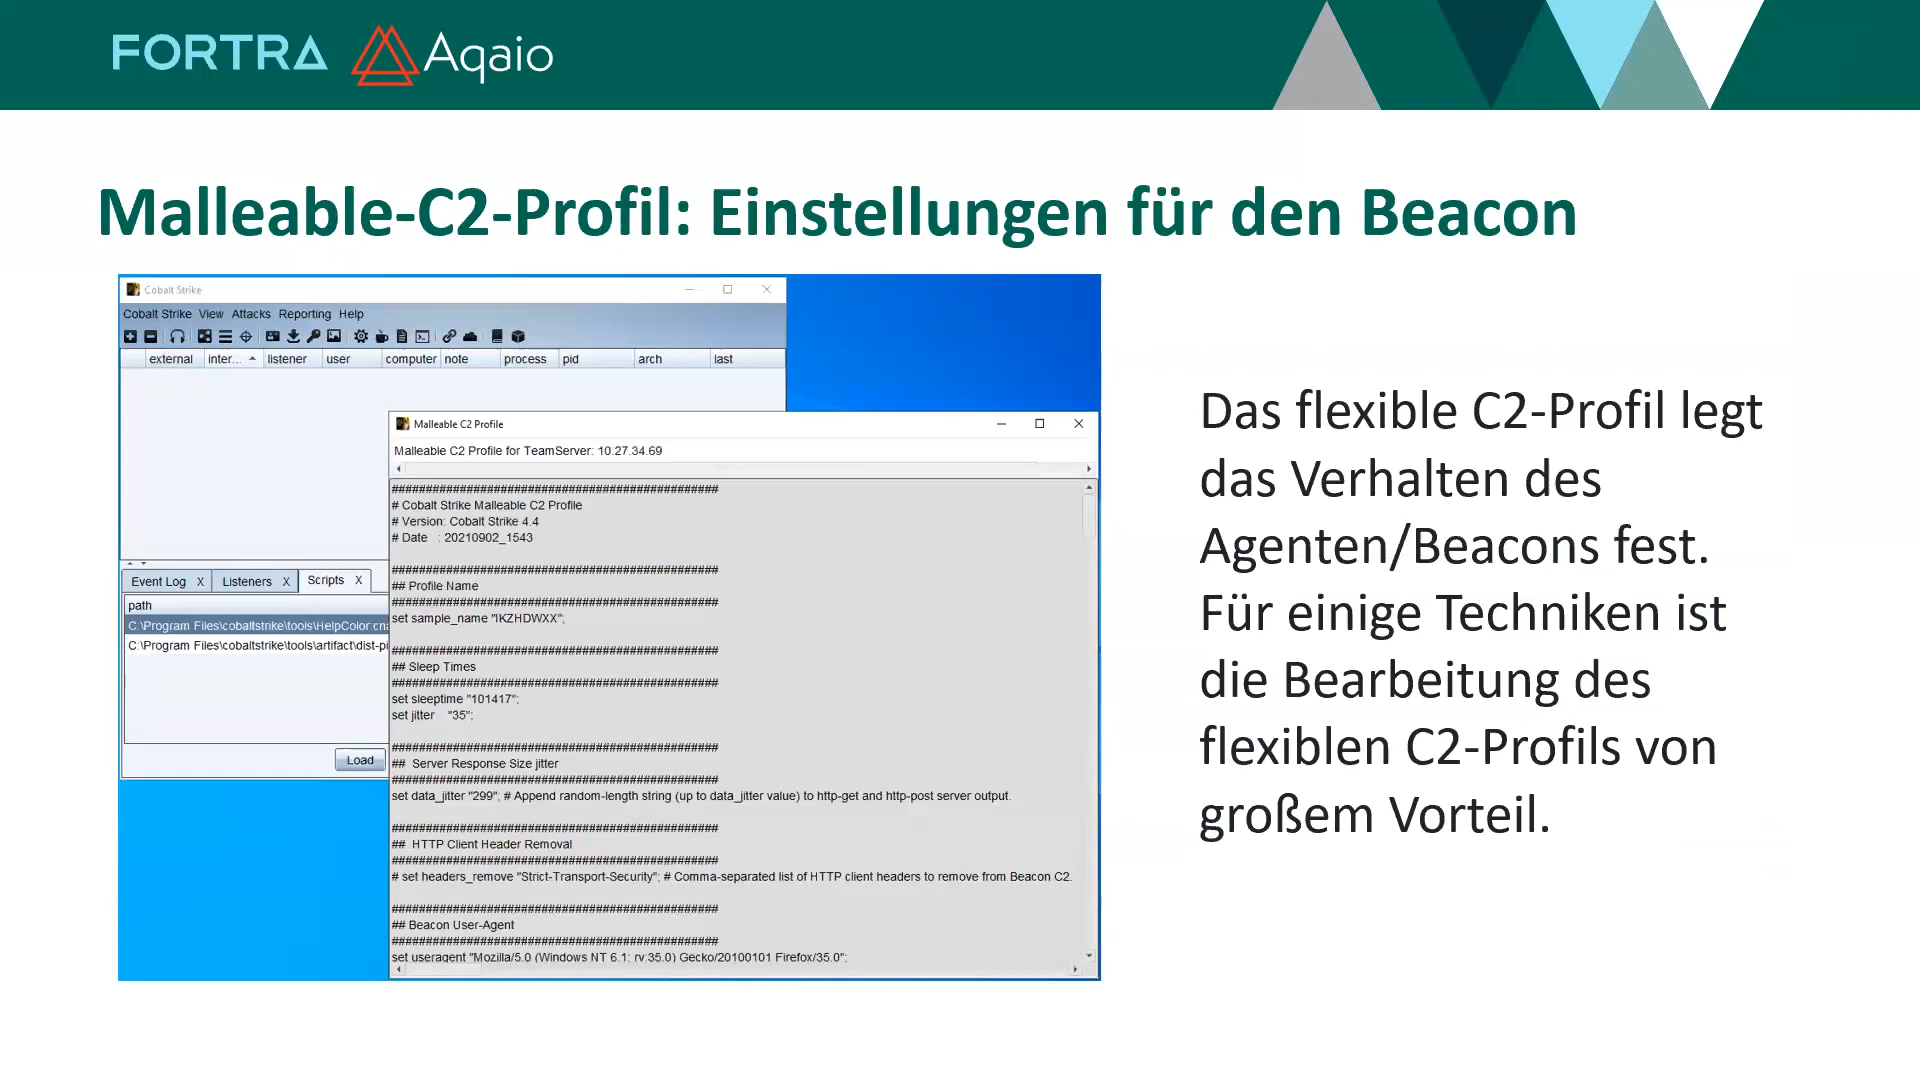 FORTRA Aqaio
Malleable-C2-Profil: Einstellungen für den Beacon
Cobalt Strike
Cobalt Strike View Attacks Reporting Help
external inter... listener user computer note process pid arch last
Malleable C2 Profile
Malleable C2 Profile for TeamServer: 10.27.34.69
################################################
# Cobalt Strike Malleable C2 Profile
# Version: Cobalt Strike 4.4
# Date : 20210902_1543
################################################
## Profile Name
################################################
set sample_name "IKZHDWXX";
################################################
## Sleep Times
################################################
set sleeptime "101417";
set jitter "35";
################################################
## Server Response Size jitter
################################################
set data_jitter "299"; # Append random-length string (up to data_jitter value) to http-get and http-post server output.
################################################
## HTTP Client Header Removal
################################################
# set headers_remove "Strict-Transport-Security"; # Comma-separated list of HTTP client headers to remove from Beacon C2.
################################################
## Beacon User-Agent
################################################
set useragent "Mozilla/5.0 (Windows NT 6.1; rv:35.0) Gecko/20100101 Firefox/35.0";
Event Log X Listeners X Scripts X
path
C:\Program Files\cobaltstrike\tools\HelpColor.cna
C:\Program Files\cobaltstrike\tools\artifact\dist-pi
Load
Das flexible C2-Profil legt
das Verhalten des
Agenten/Beacons fest.
Für einige Techniken ist
die Bearbeitung des
flexiblen C2-Profils von
großem Vorteil.